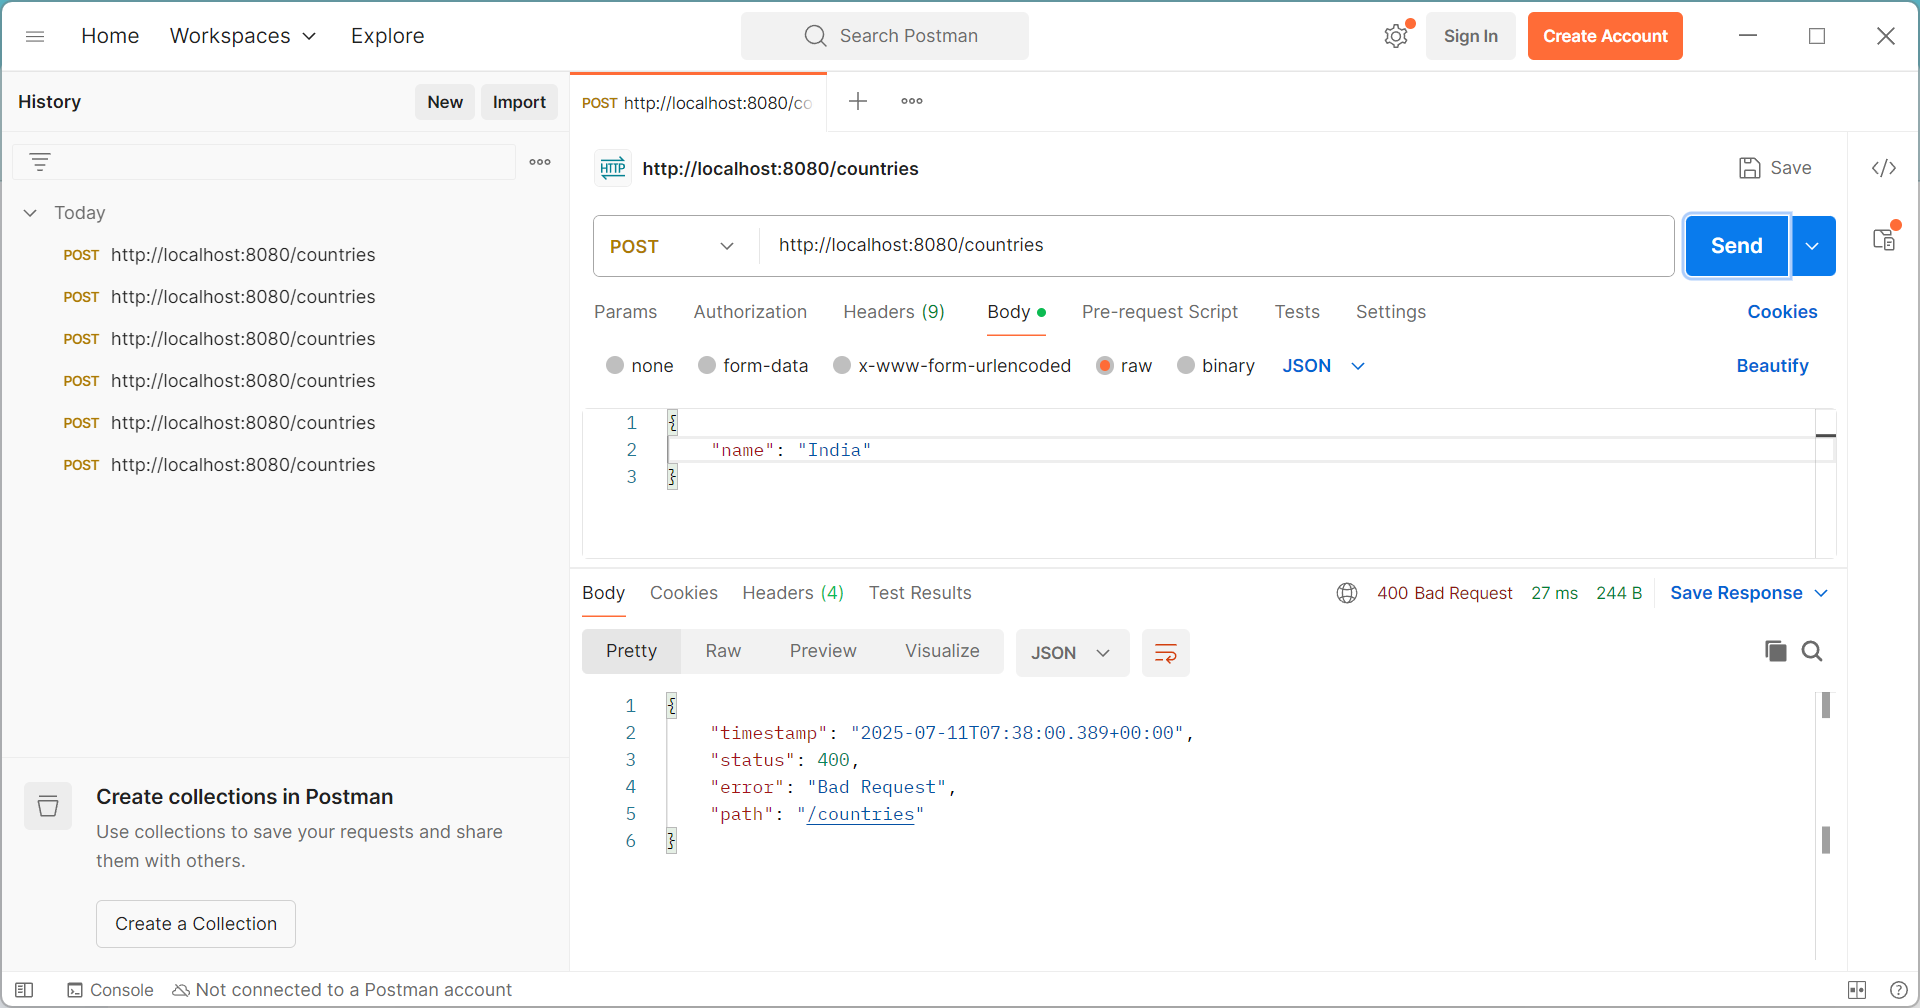 Home Workspaces Explore Search Postman Sign In Create Account
History New Import
POST http://localhost:8080/co
HTTP http://localhost:8080/countries Save
Today
POST http://localhost:8080/countries
POST http://localhost:8080/countries
POST http://localhost:8080/countries
POST http://localhost:8080/countries
POST http://localhost:8080/countries
POST http://localhost:8080/countries
Create collections in Postman
Use collections to save your requests and share
them with others.
Create a Collection
POST http://localhost:8080/countries Send
Params Authorization Headers (9) Body Pre-request Script Tests Settings Cookies
none form-data x-www-form-urlencoded raw binary JSON Beautify
1 {
2 "name": "India"
3 }
Body Cookies Headers (4) Test Results 400 Bad Request 27 ms 244 B Save Response
Pretty Raw Preview Visualize JSON
1 {
2 "timestamp": "2025-07-11T07:38:00.389+00:00",
3 "status": 400,
4 "error": "Bad Request",
5 "path": "/countries"
6 }
Console Not connected to a Postman account